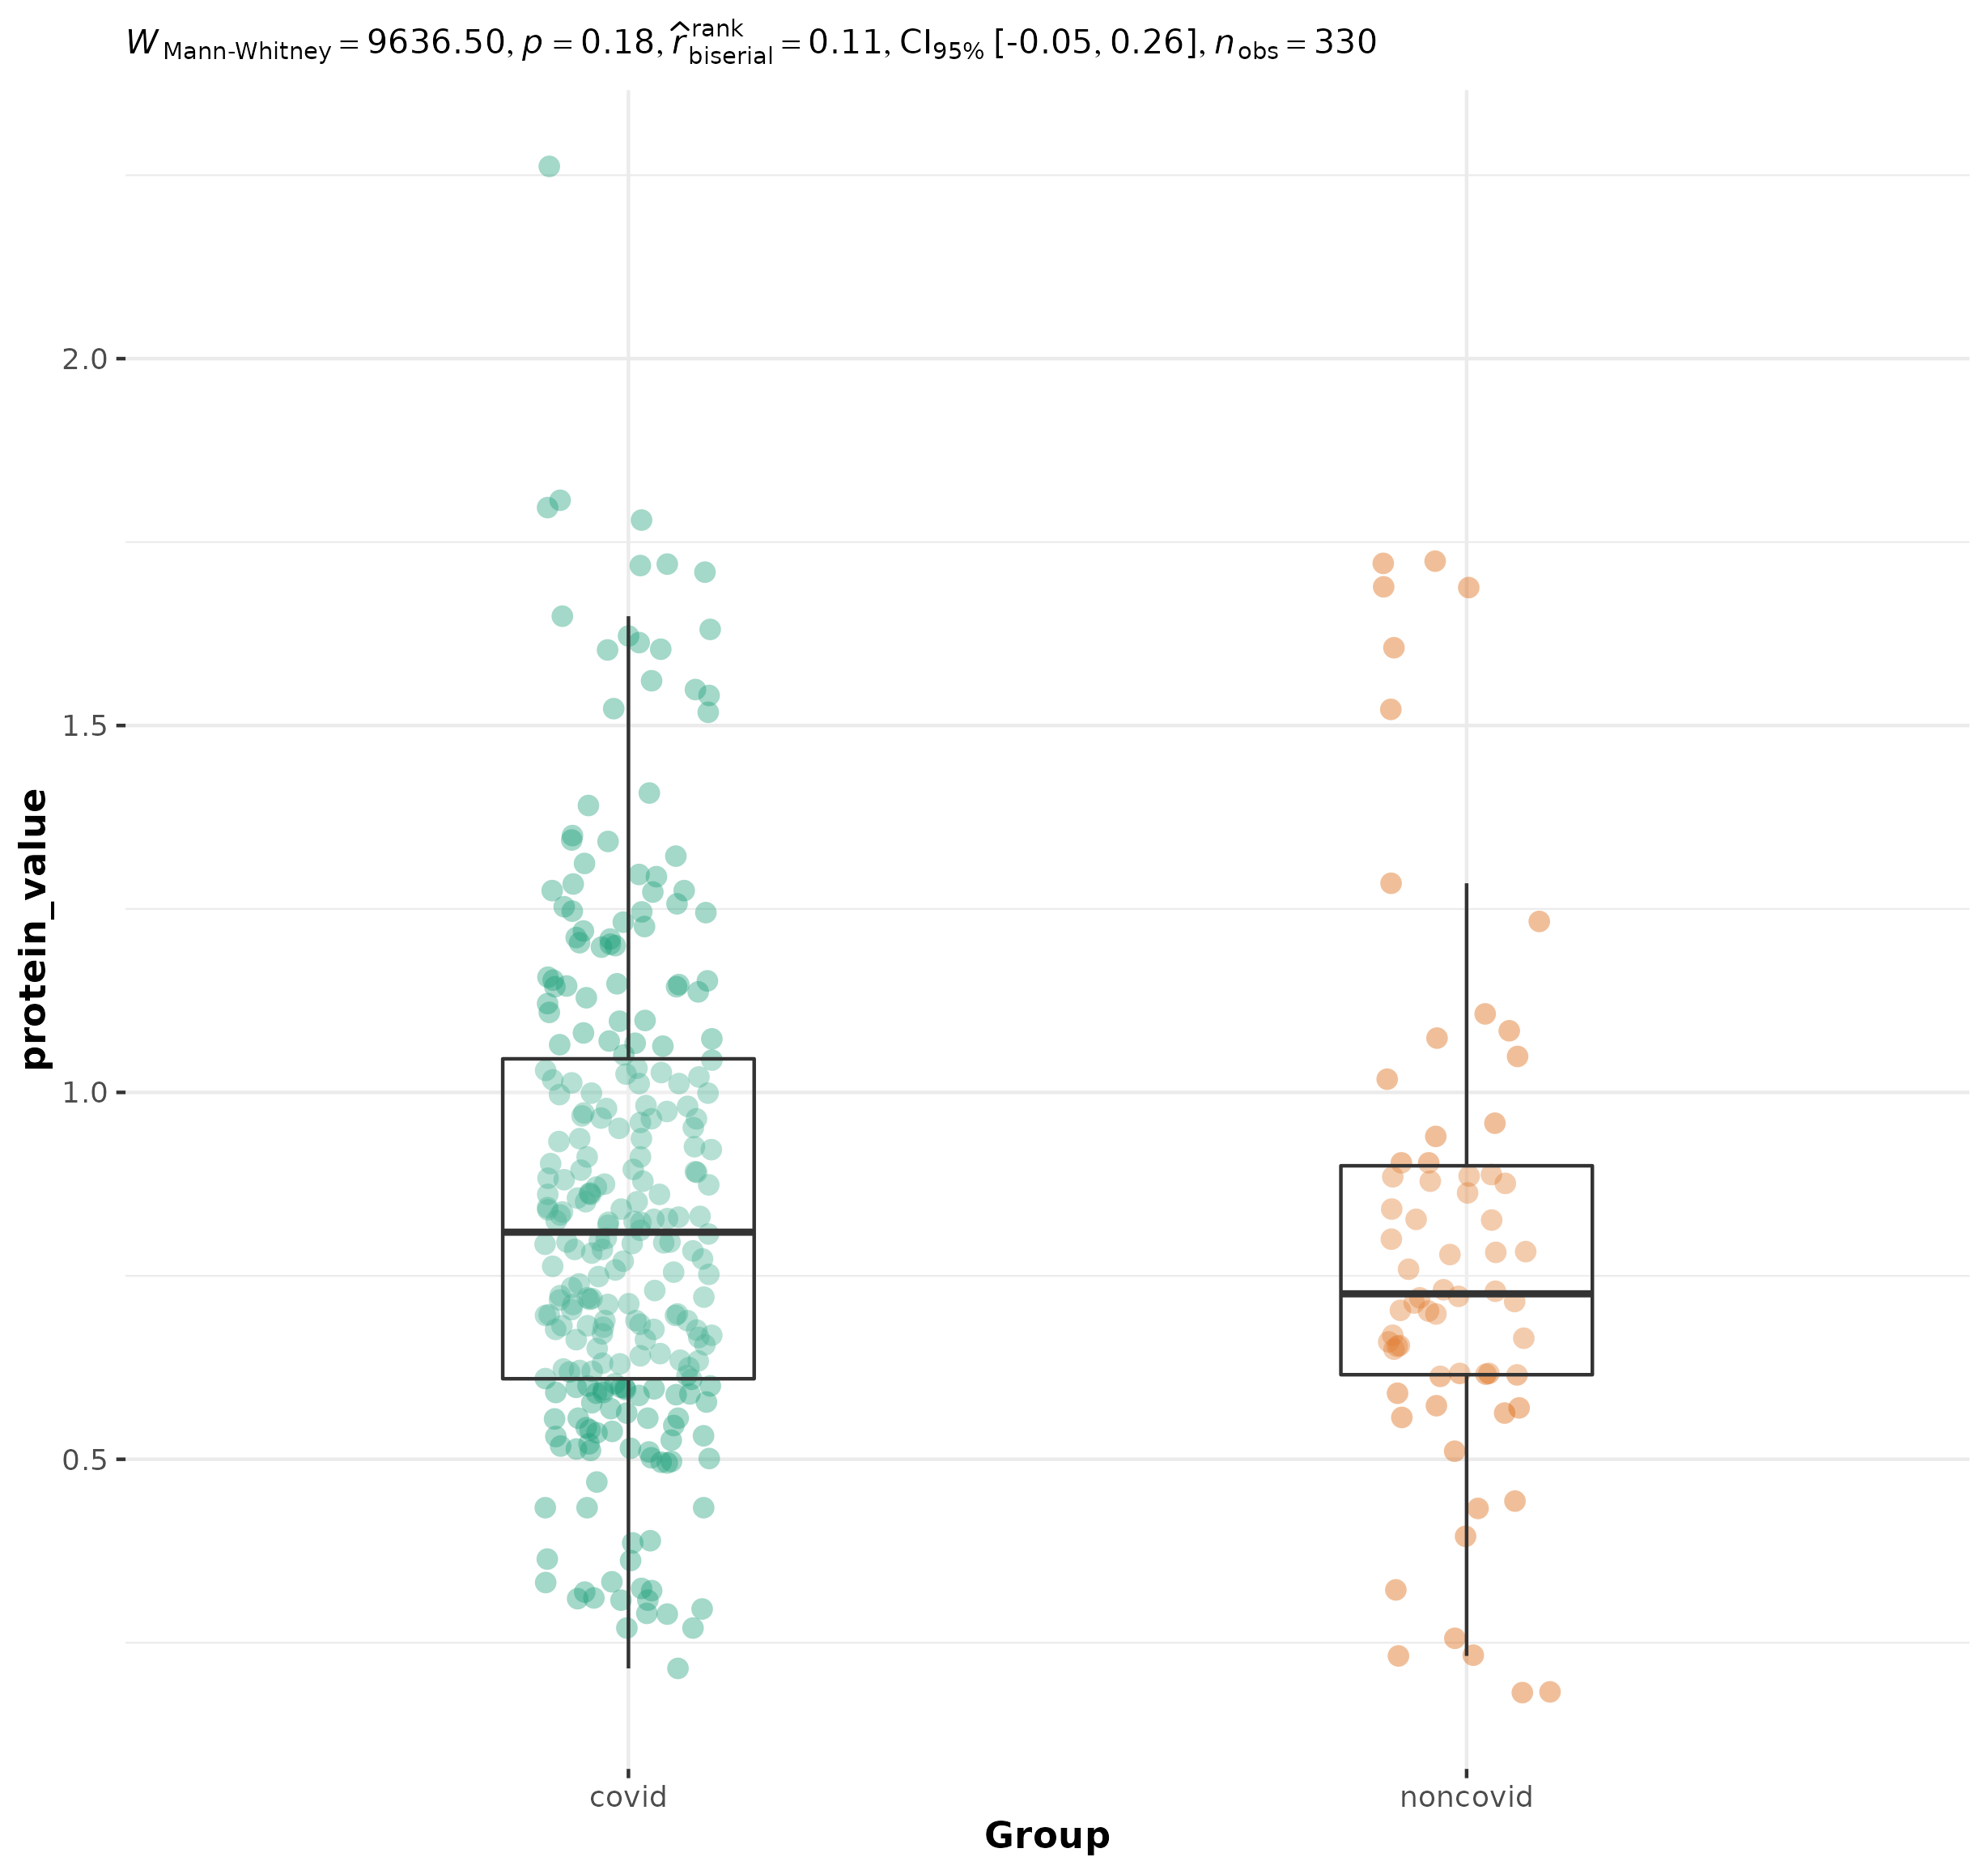 W Mann-Whitney = 9636.50, p = 0.18, r̂ rank biserial = 0.11, CI95% [-0.05, 0.26], n obs = 330
2.0
1.5
1.0
0.5
protein_value
covid noncovid
Group